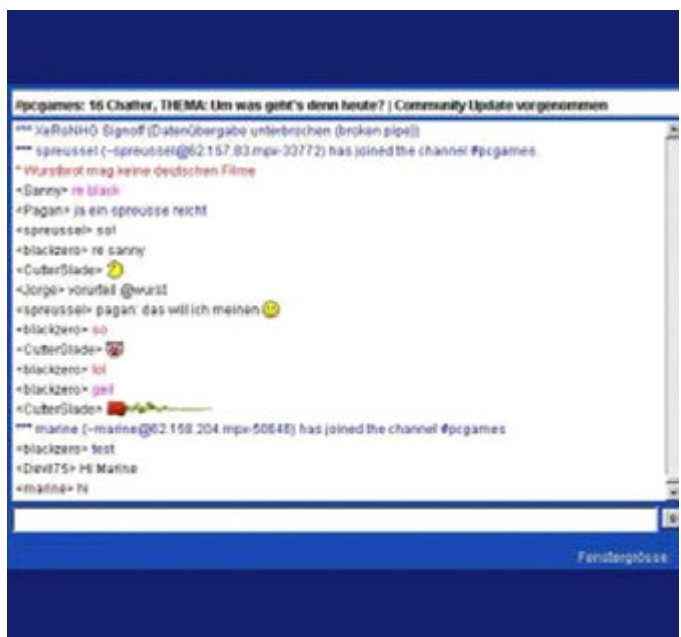 #pcgames: 16 Chatter, THEMA: Um was geht's denn heute? | Community Update vorgenommen
*** XeRoNHG Signoff (Datenübergabe unterbrochen (broken pipe))
*** spreussel (~spreussel@62.157.83.mpx-33772) has joined the channel #pcgames
* Wurstbrot mag keine deutschen Filme
<Sanny> re black
<Pagan> ja ein spreusse reicht
<spreussel> so!
<blackzero> re sanny
<CutterSlade>
<Jorge> vorurteil @wurst
<spreussel> pagan: das will ich meinen
<blackzero> so
<CutterSlade>
<blackzero> lol
<blackzero> geil
<CutterSlade>
*** marine (~marine@62.158.204.mpx-50646) has joined the channel #pcgames
<blackzero> test
<Devil75> Hi Marine
<marine> hi
Fenstergrösse